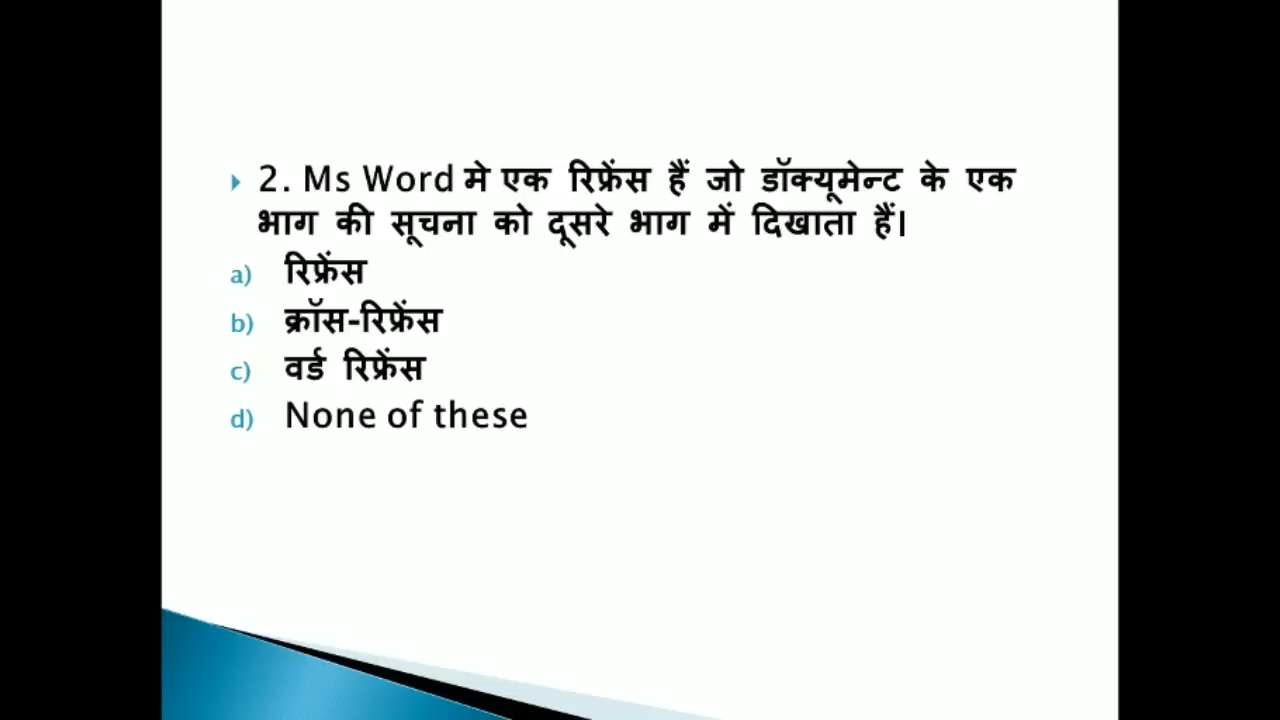 2. Ms Word मे एक रिफ्रेंस हैं जो डॉक्यूमेन्ट के एक
भाग की सूचना को दूसरे भाग में दिखाता हैं।
a) रिफ्रेंस
b) क्रॉस-रिफ्रेंस
c) वर्ड रिफ्रेंस
d) None of these